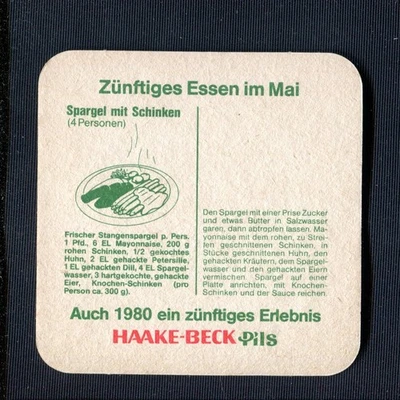 Zünftiges Essen im Mai
Spargel mit Schinken
(4 Personen)
Frischer Stangenspargel p. Pers.
1 Pfd., 6 EL Mayonnaise, 200 g
rohen Schinken, 1/2 gekochtes
Huhn, 2 EL gehackte Petersilie,
1 EL gehackten Dill, 4 EL Spargel-
wasser, 3 hartgekochte, gehackte
Eier, Knochen-Schinken (pro
Person ca. 300 g).
Den Spargel mit einer Prise Zucker
und etwas Butter in Salzwasser
garen, dann abtropfen lassen. Ma-
yonnaise mit dem rohen, zu Strei-
fen geschnittenen Schinken, in
Stücke geschnittenen Huhn, den
gehackten Kräutern, dem Spargel-
wasser und den gehackten Eiern
vermischen. Spargel auf einer
Platte anrichten, mit Knochen-
Schinken und der Sauce reichen.
Auch 1980 ein zünftiges Erlebnis
HAAKE-BECK Pils